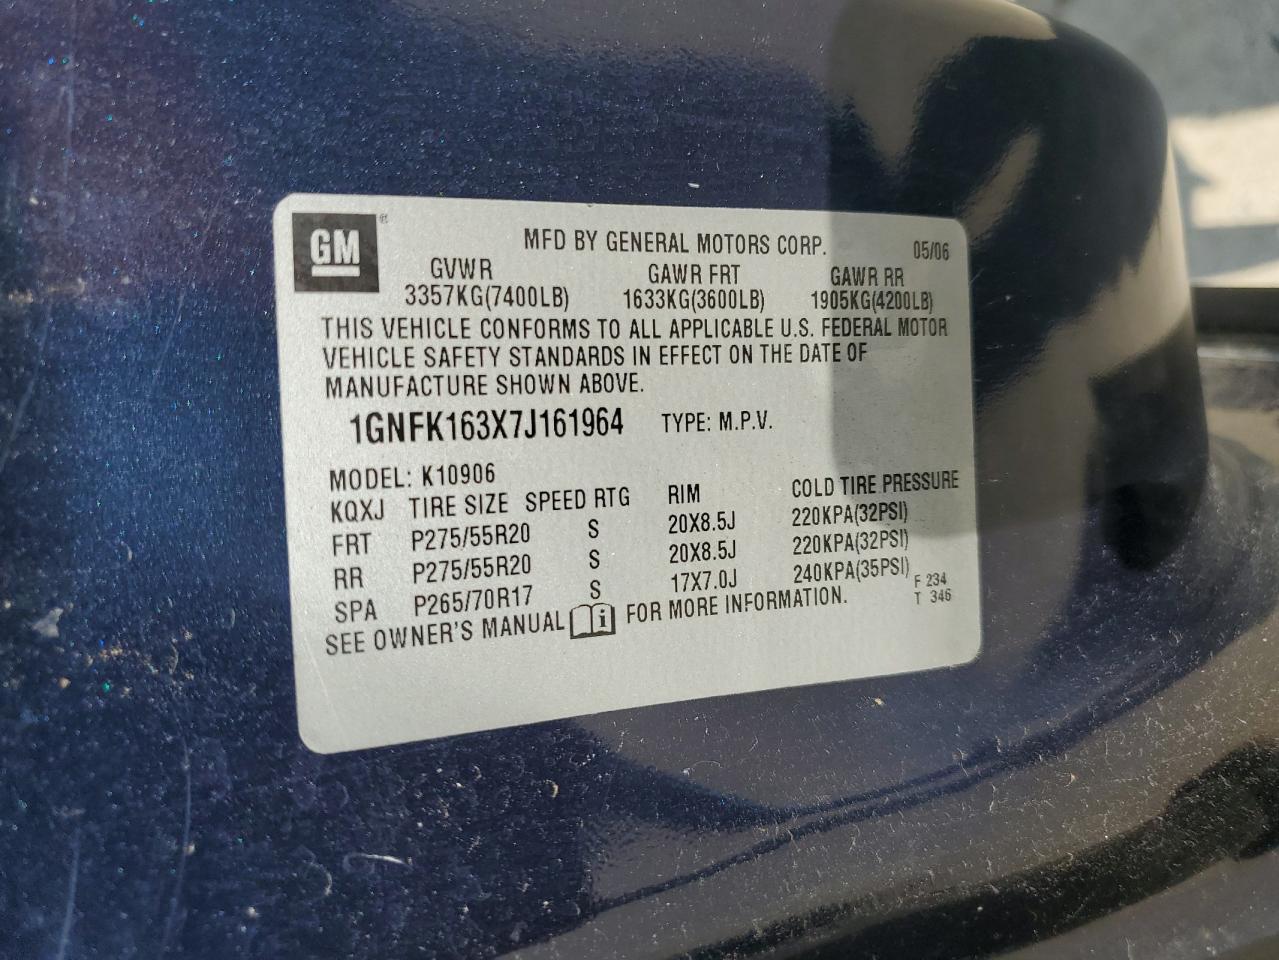 GM ®
MFD BY GENERAL MOTORS CORP. 05/06
GVWR GAWR FRT GAWR RR
3357KG(7400LB) 1633KG(3600LB) 1905KG(4200LB)
THIS VEHICLE CONFORMS TO ALL APPLICABLE U.S. FEDERAL MOTOR
VEHICLE SAFETY STANDARDS IN EFFECT ON THE DATE OF
MANUFACTURE SHOWN ABOVE.
1GNFK163X7J161964 TYPE: M.P.V.
MODEL: K10906
KQXJ TIRE SIZE SPEED RTG RIM COLD TIRE PRESSURE
FRT P275/55R20 S 20X8.5J 220KPA(32PSI)
RR P275/55R20 S 20X8.5J 220KPA(32PSI)
SPA P265/70R17 S 17X7.0J 240KPA(35PSI) F 234
SEE OWNER'S MANUAL i FOR MORE INFORMATION. T 346